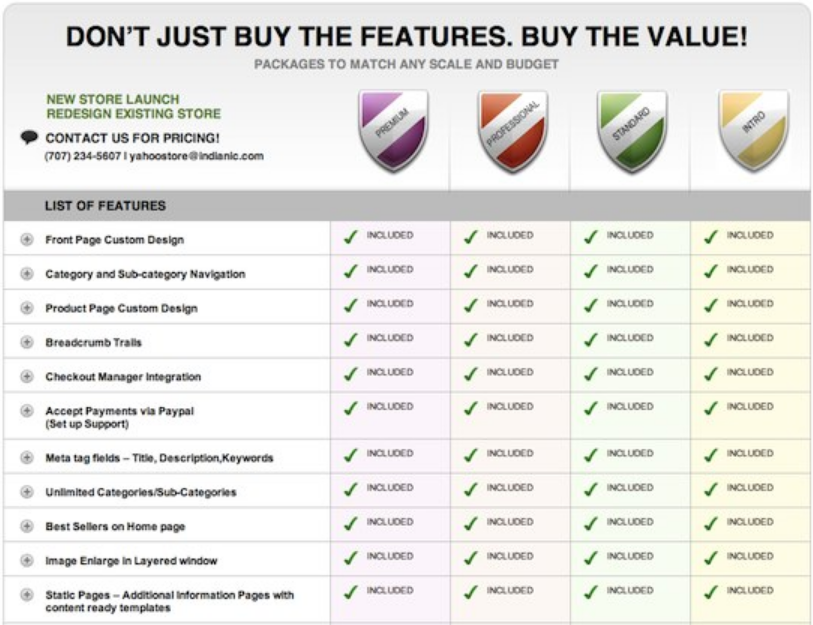 DON'T JUST BUY THE FEATURES. BUY THE VALUE!
PACKAGES TO MATCH ANY SCALE AND BUDGET
NEW STORE LAUNCH
REDESIGN EXISTING STORE
CONTACT US FOR PRICING!
(707) 234-5607 | yahoostore@indianic.com
PREMIUM PROFESSIONAL STANDARD INTRO
LIST OF FEATURES
Front Page Custom Design INCLUDED INCLUDED INCLUDED INCLUDED
Category and Sub-category Navigation INCLUDED INCLUDED INCLUDED INCLUDED
Product Page Custom Design INCLUDED INCLUDED INCLUDED INCLUDED
Breadcrumb Trails INCLUDED INCLUDED INCLUDED INCLUDED
Checkout Manager Integration INCLUDED INCLUDED INCLUDED INCLUDED
Accept Payments via Paypal INCLUDED INCLUDED INCLUDED INCLUDED
(Set up Support)
Meta tag fields – Title, Description,Keywords INCLUDED INCLUDED INCLUDED INCLUDED
Unlimited Categories/Sub-Categories INCLUDED INCLUDED INCLUDED INCLUDED
Best Sellers on Home page INCLUDED INCLUDED INCLUDED INCLUDED
Image Enlarge in Layered window INCLUDED INCLUDED INCLUDED INCLUDED
Static Pages – Additional Information Pages with INCLUDED INCLUDED INCLUDED INCLUDED
content ready templates